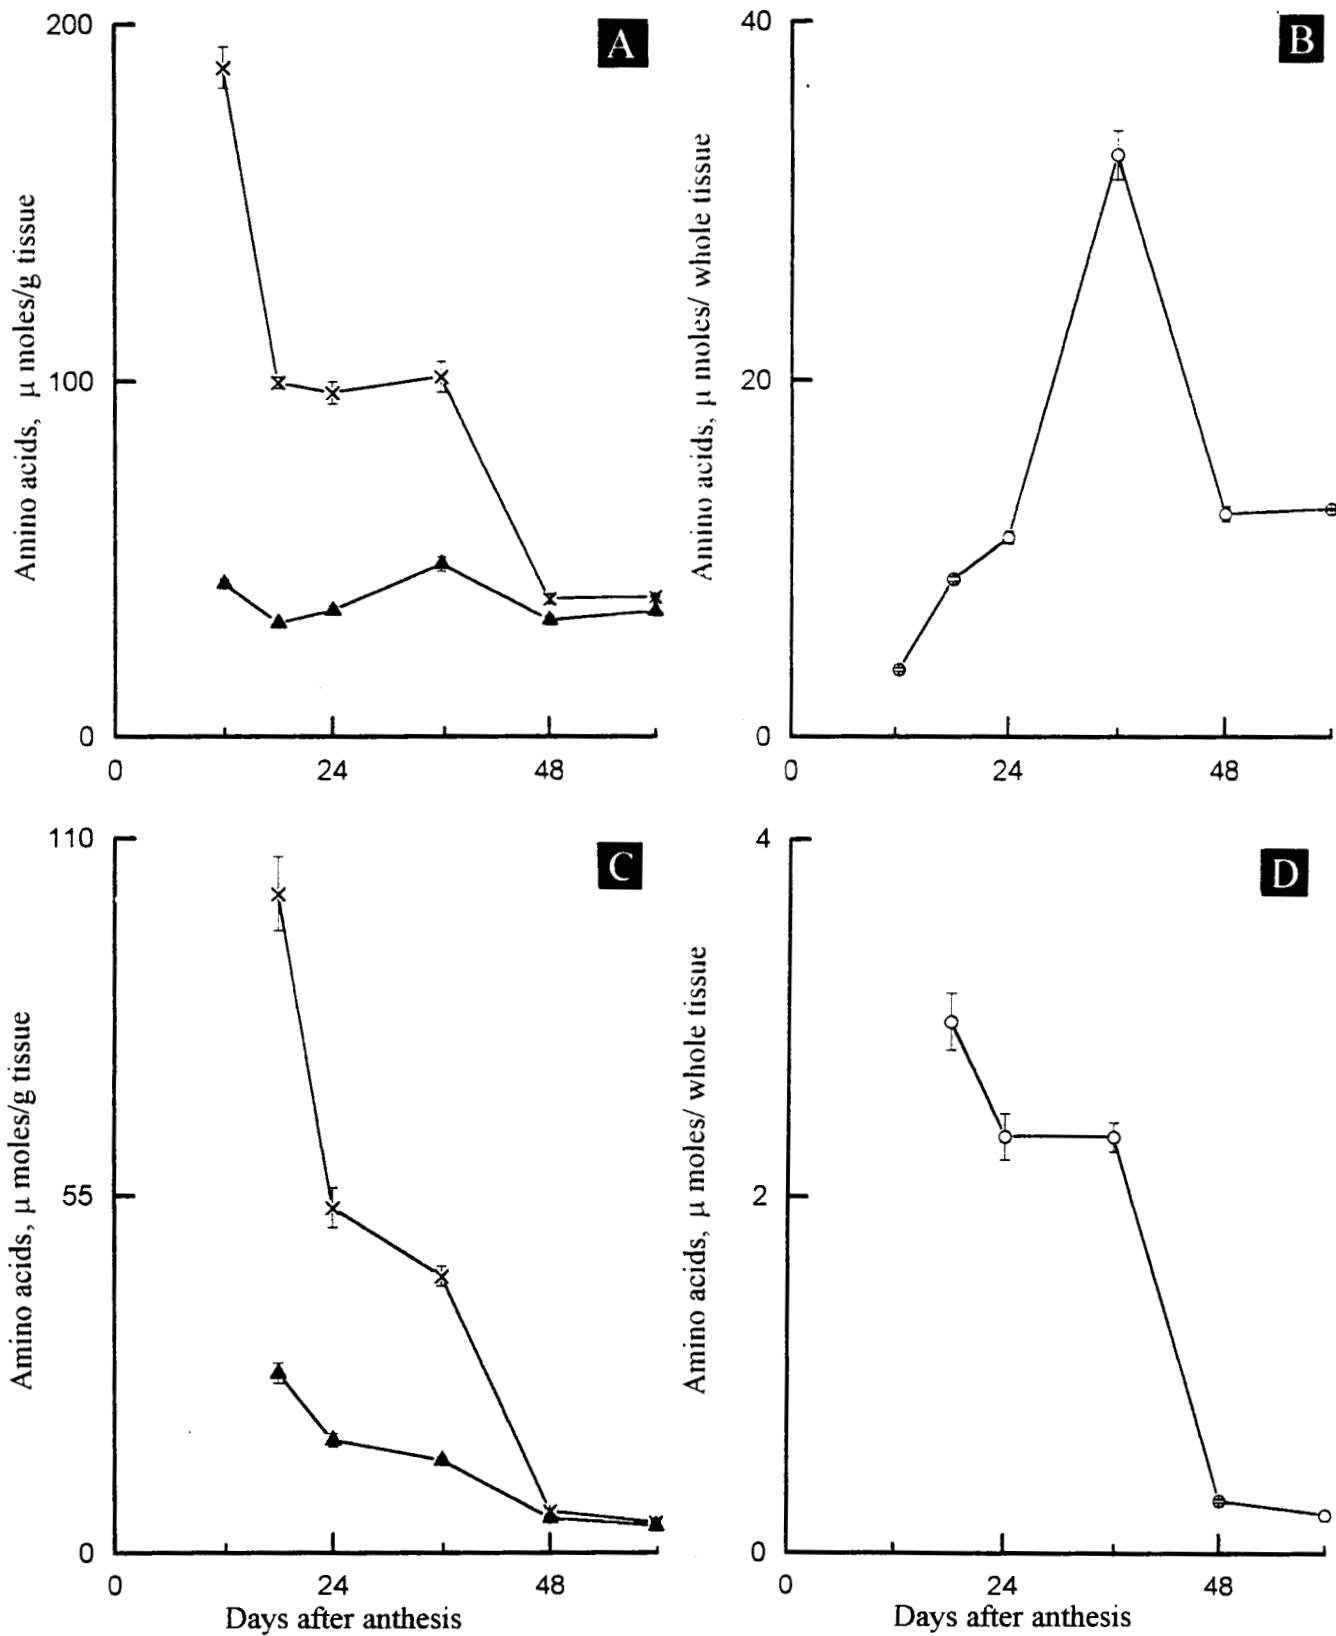 A
200
100
0
Amino acids, μ moles/g tissue
0 24 48
B
40
20
0
Amino acids, μ moles/ whole tissue
0 24 48
C
110
55
0
Amino acids, μ moles/g tissue
0 24 48
Days after anthesis
D
4
2
0
Amino acids, μ moles/ whole tissue
0 24 48
Days after anthesis